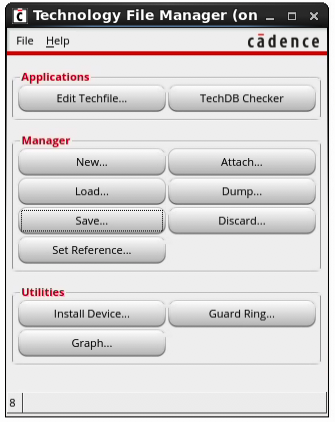 Technology File Manager (on
File Help
cādence
Applications
Edit Techfile... TechDB Checker
Manager
New... Attach...
Load... Dump...
Save... Discard...
Set Reference...
Utilities
Install Device... Guard Ring...
Graph...
8